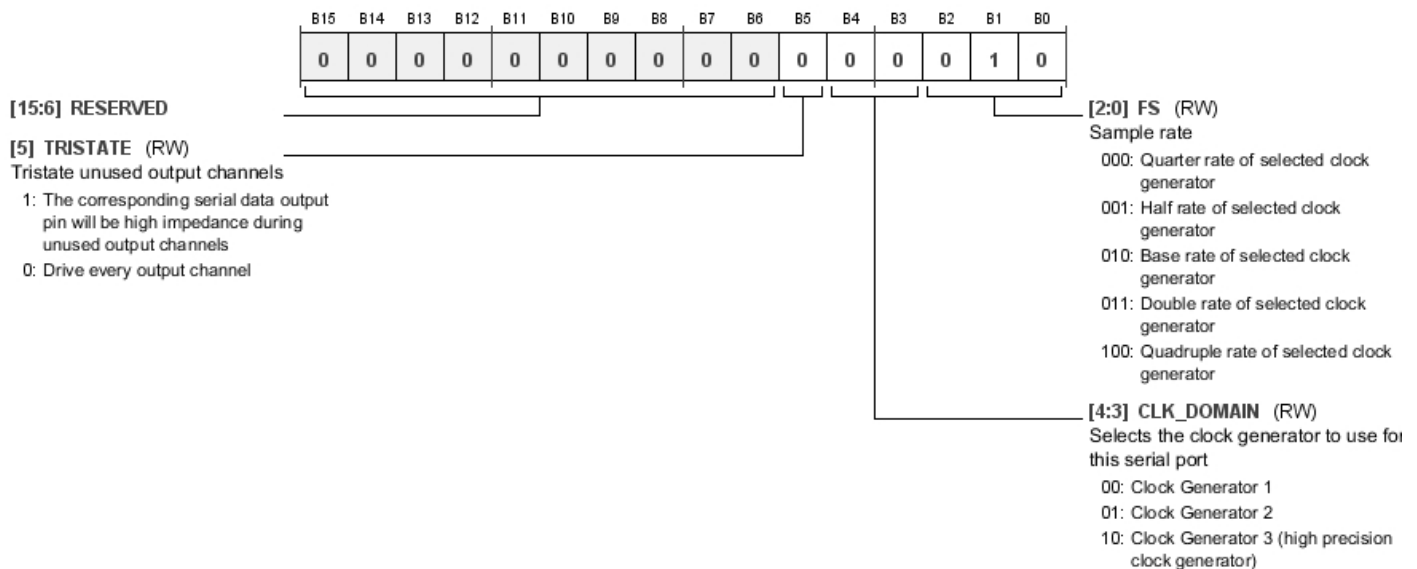 B15 B14 B13 B12 B11 B10 B9 B8 B7 B6 B5 B4 B3 B2 B1 B0
0 0 0 0 0 0 0 0 0 0 0 0 0 0 1 0
[15:6] RESERVED
[5] TRISTATE (RW)
Tristate unused output channels
1: The corresponding serial data output
pin will be high impedance during
unused output channels
0: Drive every output channel
[2:0] FS (RW)
Sample rate
000: Quarter rate of selected clock
generator
001: Half rate of selected clock
generator
010: Base rate of selected clock
generator
011: Double rate of selected clock
generator
100: Quadruple rate of selected clock
generator
[4:3] CLK_DOMAIN (RW)
Selects the clock generator to use for
this serial port
00: Clock Generator 1
01: Clock Generator 2
10: Clock Generator 3 (high precision
clock generator)